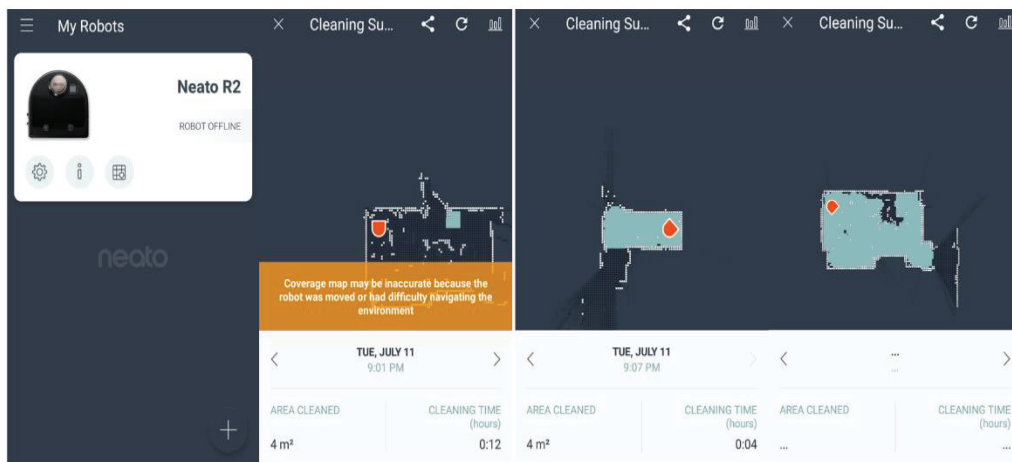 My Robots
Neato R2
ROBOT OFFLINE
neato
Cleaning Su...
Coverage map may be inaccurate because the
robot was moved or had difficulty navigating the
environment
TUE, JULY 11
9:01 PM
AREA CLEANED
CLEANING TIME
(hours)
4 m²
0:12
Cleaning Su...
TUE, JULY 11
9:07 PM
AREA CLEANED
CLEANING TIME
(hours)
4 m²
0:04
Cleaning Su...
...
...
AREA CLEANED
CLEANING TIME
(hours)
...
...